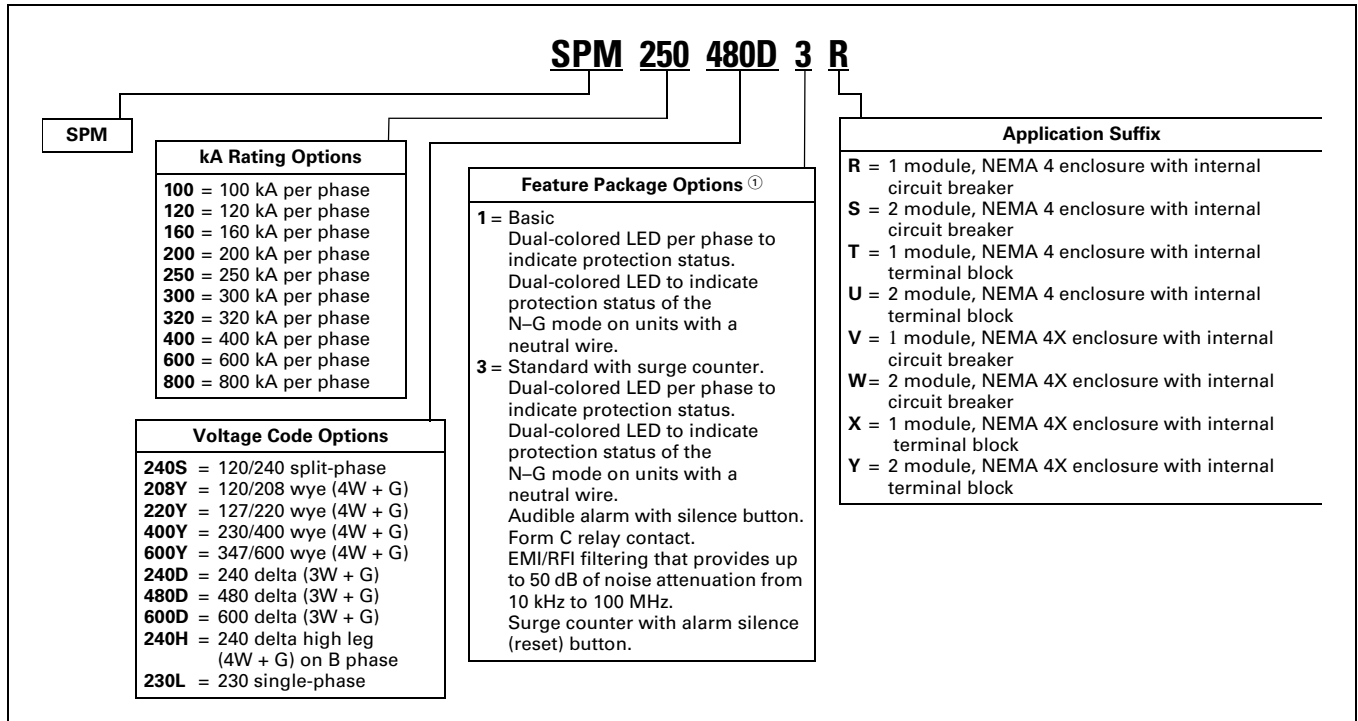 SPM 250 480D 3 R
SPM
kA Rating Options
100 = 100 kA per phase
120 = 120 kA per phase
160 = 160 kA per phase
200 = 200 kA per phase
250 = 250 kA per phase
300 = 300 kA per phase
320 = 320 kA per phase
400 = 400 kA per phase
600 = 600 kA per phase
800 = 800 kA per phase
Voltage Code Options
240S = 120/240 split-phase
208Y = 120/208 wye (4W + G)
220Y = 127/220 wye (4W + G)
400Y = 230/400 wye (4W + G)
600Y = 347/600 wye (4W + G)
240D = 240 delta (3W + G)
480D = 480 delta (3W + G)
600D = 600 delta (3W + G)
240H = 240 delta high leg
(4W + G) on B phase
230L = 230 single-phase
Feature Package Options ①
1 = Basic
Dual-colored LED per phase to
indicate protection status.
Dual-colored LED to indicate
protection status of the
N–G mode on units with a
neutral wire.
3 = Standard with surge counter.
Dual-colored LED per phase to
indicate protection status.
Dual-colored LED to indicate
protection status of the
N–G mode on units with a
neutral wire.
Audible alarm with silence button.
Form C relay contact.
EMI/RFI filtering that provides up
to 50 dB of noise attenuation from
10 kHz to 100 MHz.
Surge counter with alarm silence
(reset) button.
Application Suffix
R = 1 module, NEMA 4 enclosure with internal
circuit breaker
S = 2 module, NEMA 4 enclosure with internal
circuit breaker
T = 1 module, NEMA 4 enclosure with internal
terminal block
U = 2 module, NEMA 4 enclosure with internal
terminal block
V = 1 module, NEMA 4X enclosure with internal
circuit breaker
W = 2 module, NEMA 4X enclosure with internal
circuit breaker
X = 1 module, NEMA 4X enclosure with internal
terminal block
Y = 2 module, NEMA 4X enclosure with internal
terminal block